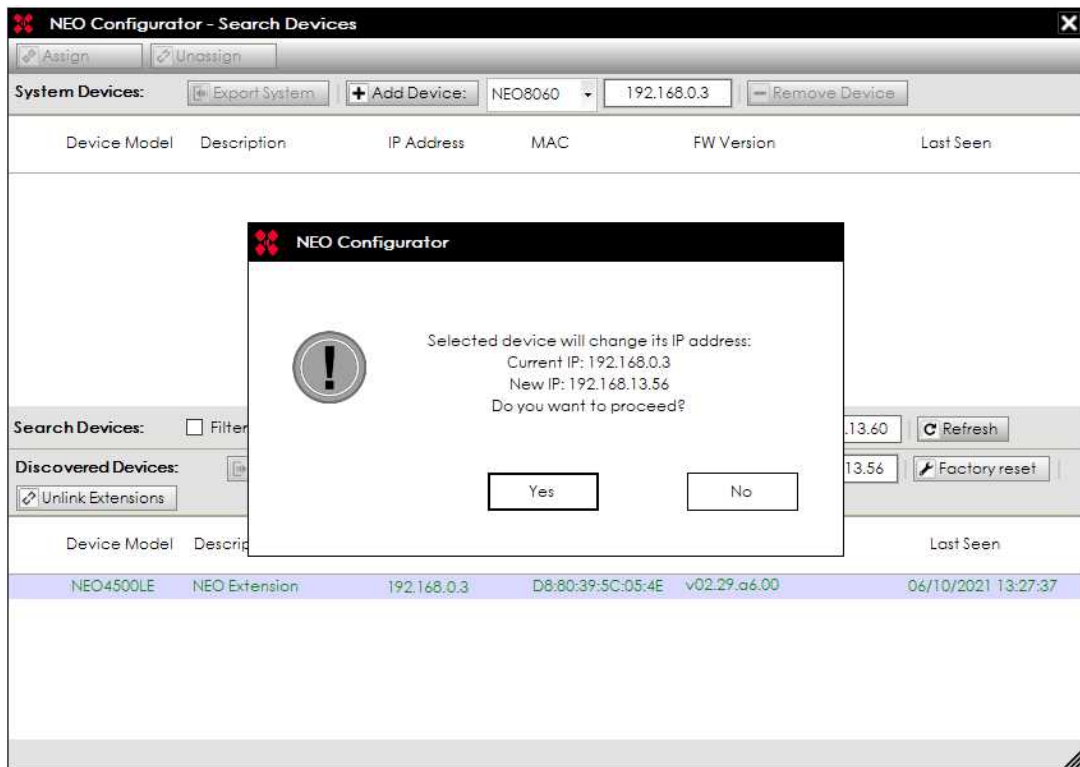 NEO Configurator - Search Devices
Assign Unassign
System Devices: Export System Add Device: NEO8060 192.168.0.3 Remove Device
Device Model Description IP Address MAC FW Version Last Seen
NEO Configurator
Selected device will change its IP address:
Current IP: 192.168.0.3
New IP: 192.168.13.56
Do you want to proceed?
Yes No
Search Devices: Filter .13.60 Refresh
Discovered Devices: 13.56 Factory reset
Unlink Extensions
Device Model Descrip Last Seen
NEO4500LE NEO Extension 192.168.0.3 D8:80:39:5C:05:4E v02.29.a6.00 06/10/2021 13:27:37